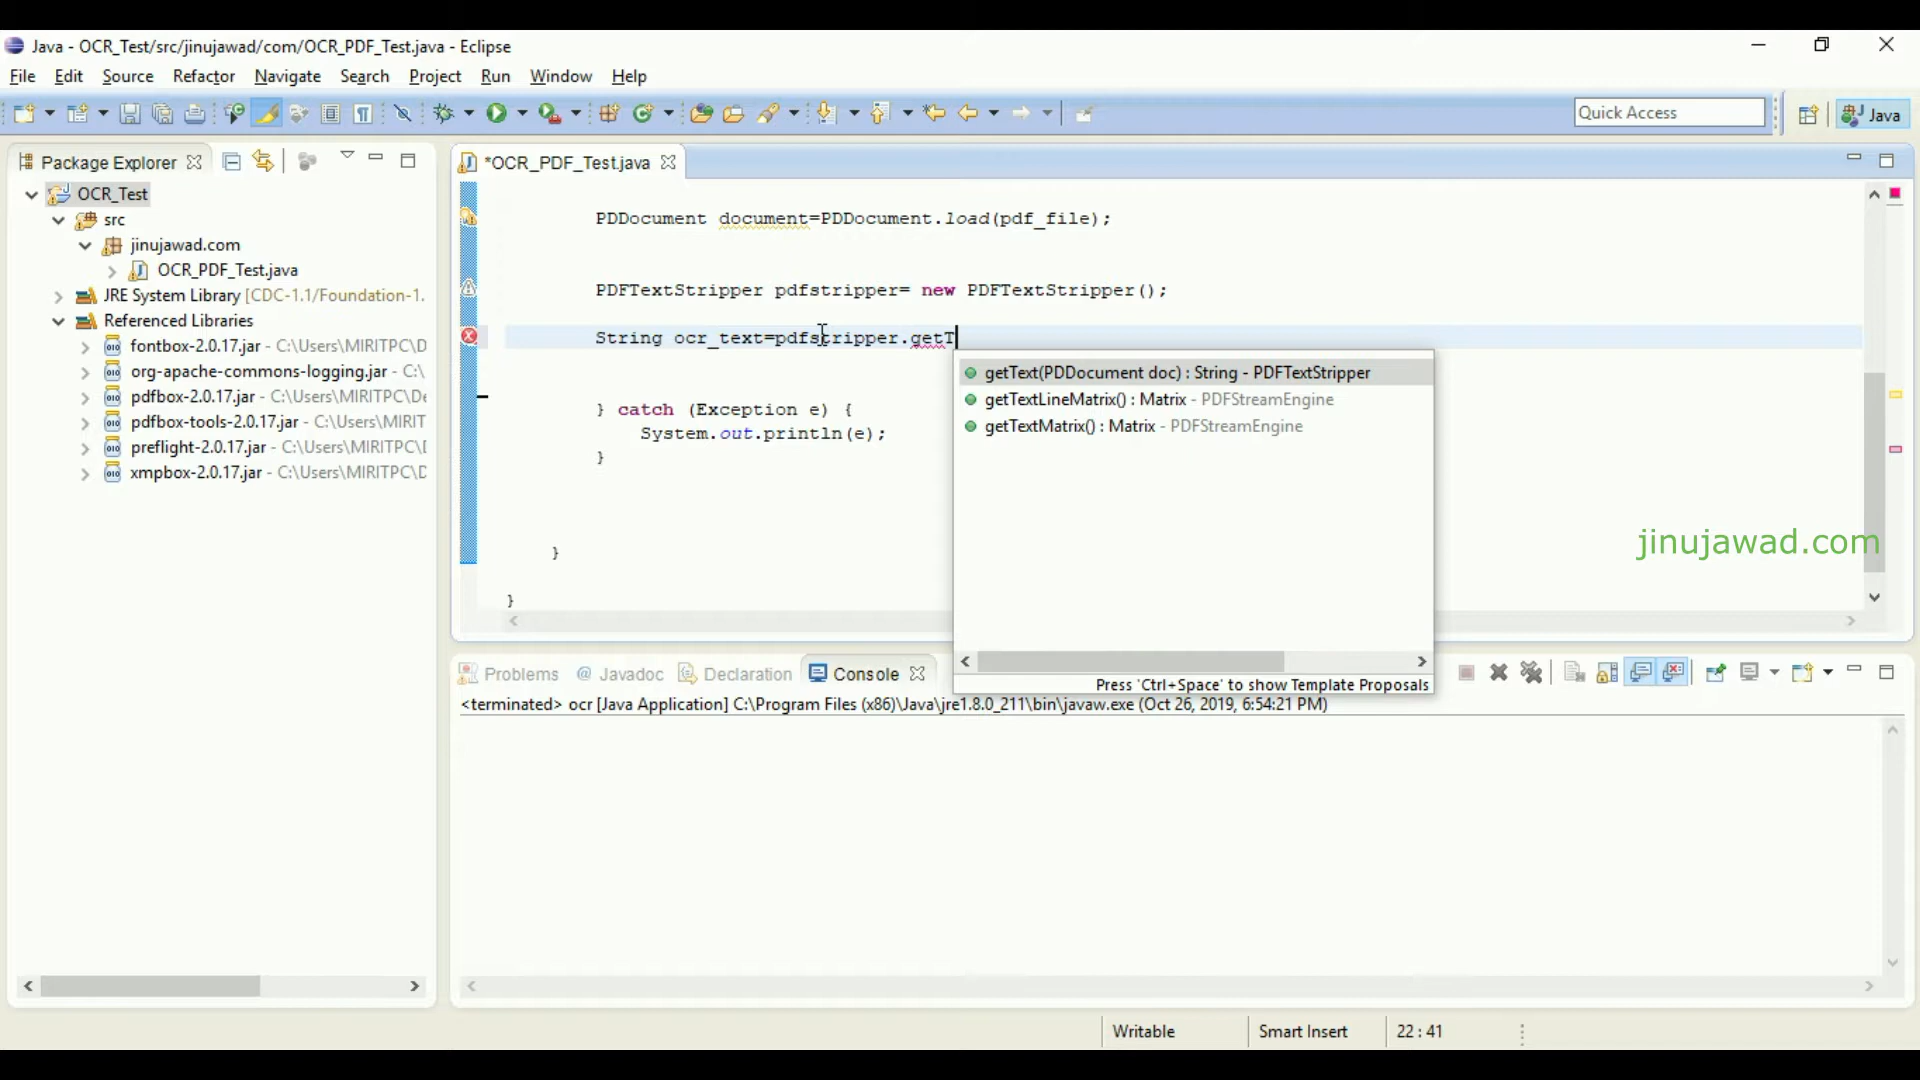 Java - OCR_Test/src/jinujawad/com/OCR_PDF_Test.java - Eclipse
File Edit Source Refactor Navigate Search Project Run Window Help
Quick Access
Java
Package Explorer
*OCR_PDF_Test.java
OCR_Test
src
jinujawad.com
OCR_PDF_Test.java
JRE System Library [CDC-1.1/Foundation-1.
Referenced Libraries
fontbox-2.0.17.jar - C:\Users\MIRITPC\D
org-apache-commons-logging.jar - C:\
pdfbox-2.0.17.jar - C:\Users\MIRITPC\De
pdfbox-tools-2.0.17.jar - C:\Users\MIRIT
preflight-2.0.17.jar - C:\Users\MIRITPC\D
xmpbox-2.0.17.jar - C:\Users\MIRITPC\D
PDDocument document=PDDocument.load(pdf_file);
PDFTextStripper pdfstripper= new PDFTextStripper();
String ocr_text=pdfstripper.getT
} catch (Exception e) {
System.out.println(e);
}
}
}
getText(PDDocument doc) : String - PDFTextStripper
getTextLineMatrix() : Matrix - PDFStreamEngine
getTextMatrix() : Matrix - PDFStreamEngine
Press 'Ctrl+Space' to show Template Proposals
jinujawad.com
Problems @ Javadoc Declaration Console
<terminated> ocr [Java Application] C:\Program Files (x86)\Java\jre1.8.0_211\bin\javaw.exe (Oct 26, 2019, 6:54:21 PM)
Writable Smart Insert 22 : 41